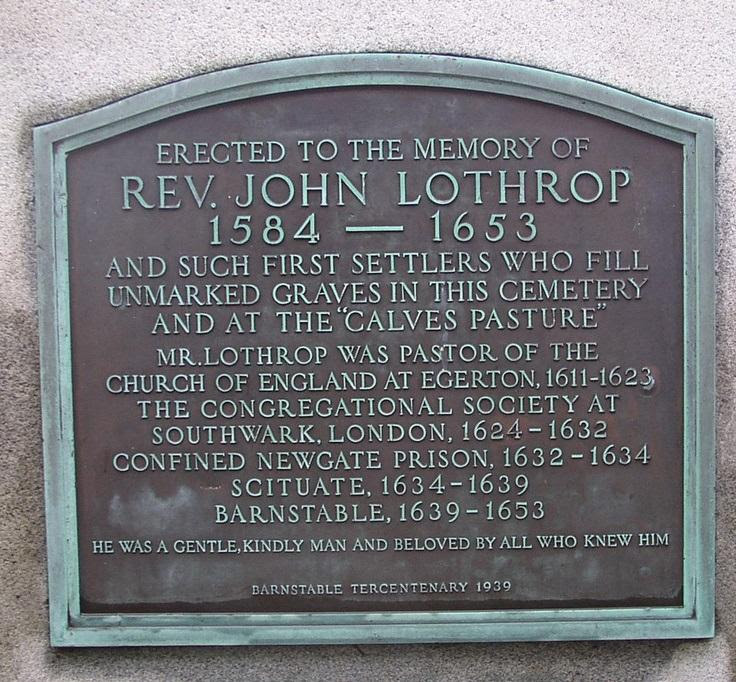 ERECTED TO THE MEMORY OF
REV. JOHN LOTHROP
1584 — 1653
AND SUCH FIRST SETTLERS WHO FILL
UNMARKED GRAVES IN THIS CEMETERY
AND AT THE "CALVES PASTURE"
MR. LOTHROP WAS PASTOR OF THE
CHURCH OF ENGLAND AT EGERTON, 1611-1623
THE CONGREGATIONAL SOCIETY AT
SOUTHWARK, LONDON, 1624-1632
CONFINED NEWGATE PRISON, 1632-1634
SCITUATE, 1634-1639
BARNSTABLE, 1639-1653
HE WAS A GENTLE, KINDLY MAN AND BELOVED BY ALL WHO KNEW HIM
BARNSTABLE TERCENTENARY 1939